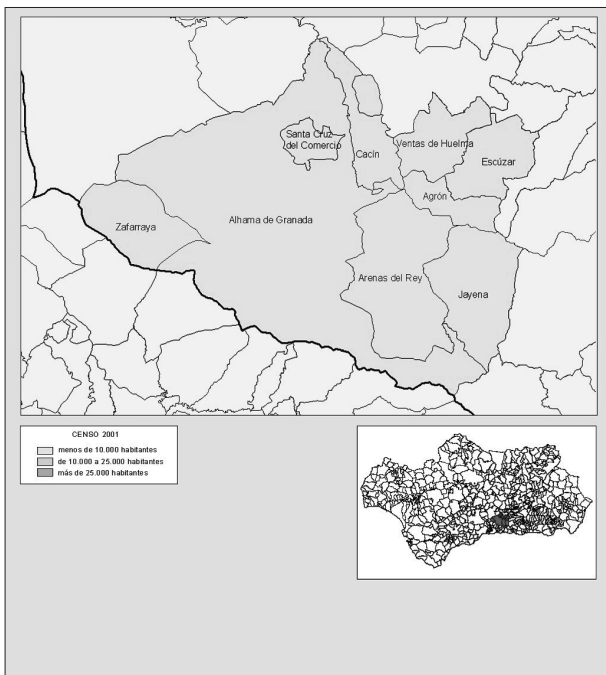 Santa Cruz
del Comercio
Cacín
Ventas de Huelma
Escúzar
Agrón
Zafarraya
Alhama de Granada
Arenas del Rey
Jayena
CENSO 2001
menos de 10.000 habitantes
de 10.000 a 25.000 habitantes
más de 25.000 habitantes